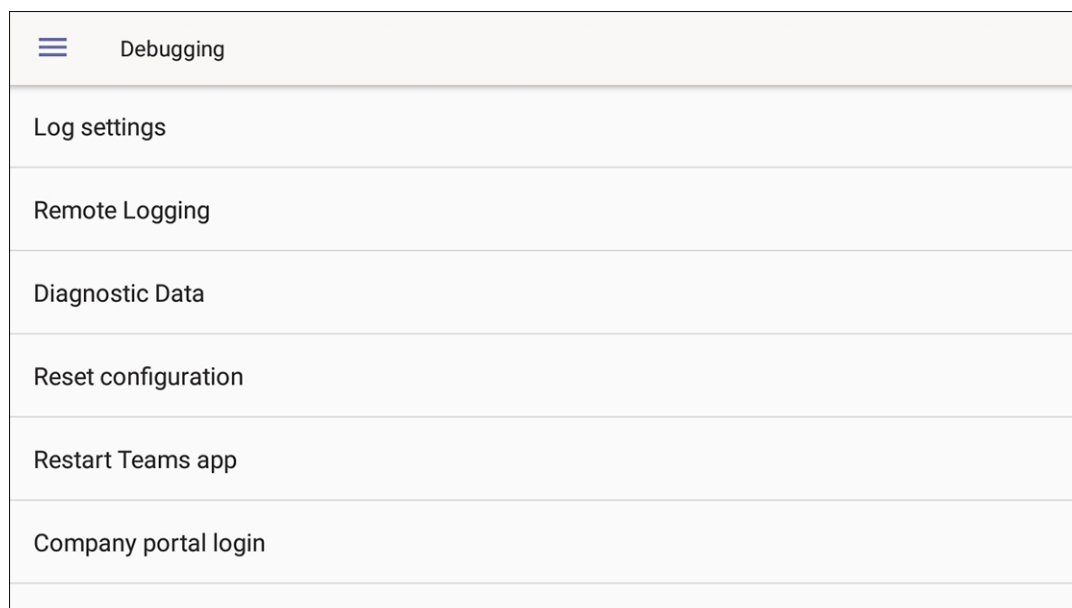 Debugging
Log settings
Remote Logging
Diagnostic Data
Reset configuration
Restart Teams app
Company portal login